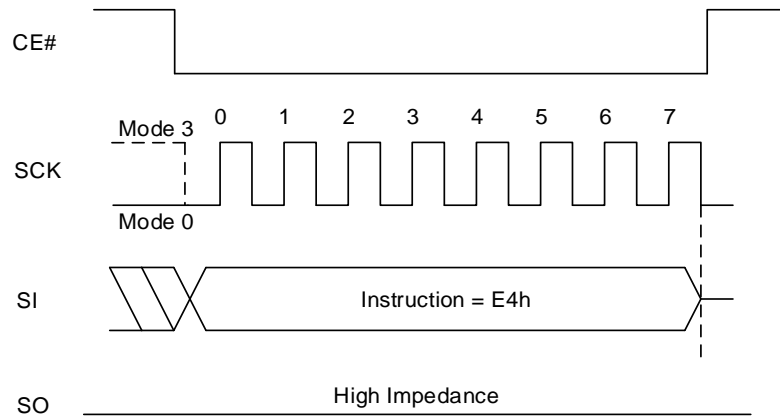 CE#
0 1 2 3 4 5 6 7
Mode 3
SCK
Mode 0
SI
Instruction = E4h
High Impedance
SO